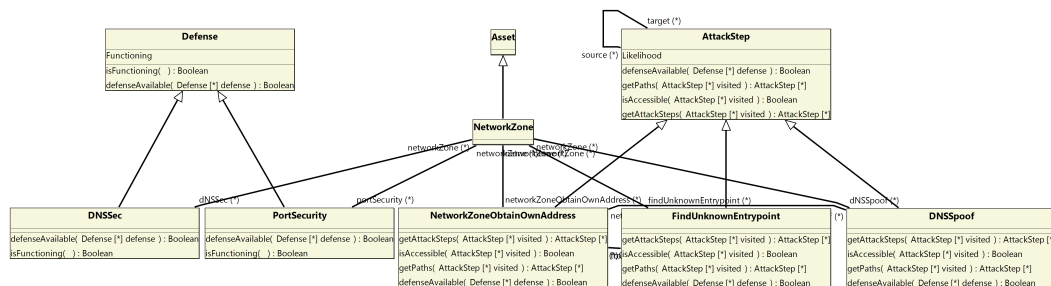 target (*)
Defense
Asset
AttackStep
Functioning
source (*)
Likelihood
isFunctioning( ) : Boolean
defenseAvailable( Defense [*] defense ) : Boolean
defenseAvailable( Defense [*] defense ) : Boolean
getPaths( AttackStep [*] visited ) : AttackStep [*]
isAccessible( AttackStep [*] visited ) : Boolean
getAttackSteps( AttackStep [*] visited ) : AttackStep [*]
NetworkZone
networkZone (*)
networkZone (*)
dNSSec (*)
portSecurity (*)
networkZoneObtainOwnAddress (*)
findUnknownEntrypoint (*)
dNSSpoof (*)
DNSSec
defenseAvailable( Defense [*] defense ) : Boolean
isFunctioning( ) : Boolean
PortSecurity
defenseAvailable( Defense [*] defense ) : Boolean
isFunctioning( ) : Boolean
NetworkZoneObtainOwnAddress
getAttackSteps( AttackStep [*] visited ) : AttackStep [*]
isAccessible( AttackStep [*] visited ) : Boolean
getPaths( AttackStep [*] visited ) : AttackStep [*]
defenseAvailable( Defense [*] defense ) : Boolean
FindUnknownEntrypoint
getAttackSteps( AttackStep [*] visited ) : AttackStep [*]
isAccessible( AttackStep [*] visited ) : Boolean
getPaths( AttackStep [*] visited ) : AttackStep [*]
defenseAvailable( Defense [*] defense ) : Boolean
DNSSpoof
getAttackSteps( AttackStep [*] visited ) : AttackStep
isAccessible( AttackStep [*] visited ) : Boolean
getPaths( AttackStep [*] visited ) : AttackStep [*]
defenseAvailable( Defense [*] defense ) : Boolean